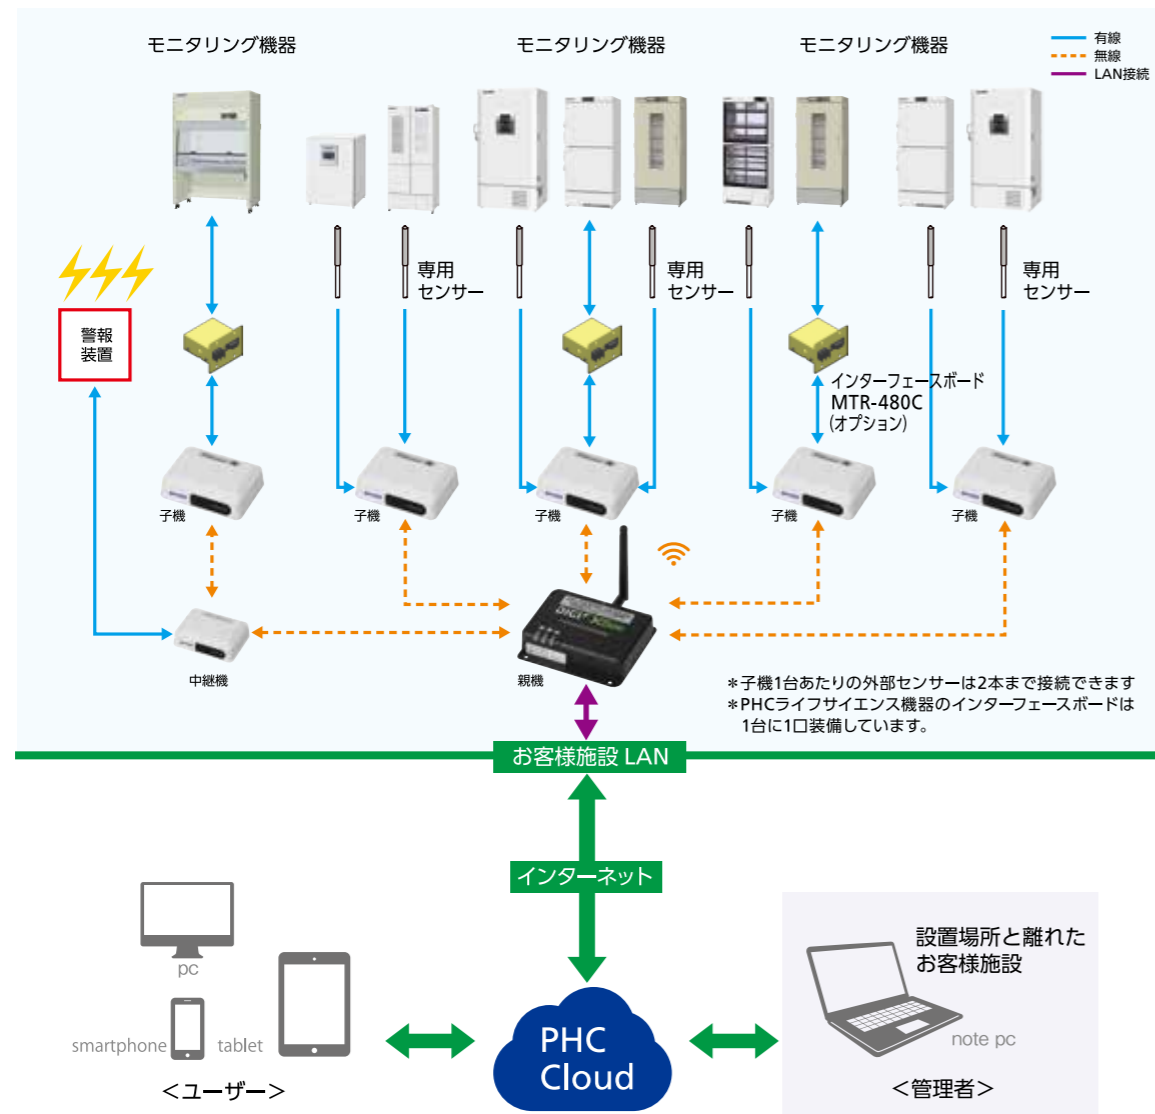 モニタリング機器
モニタリング機器
モニタリング機器
有線
無線
LAN接続
専用
センサー
専用
センサー
専用
センサー
警報
装置
インターフェースボード
MTR-480C
(オプション)
子機
子機
子機
子機
子機
中継機
親機
＊子機1台あたりの外部センサーは2本まで接続できます
＊PHCライフサイエンス機器のインターフェースボードは
1台に1口装備しています。
お客様施設 LAN
インターネット
pc
smartphone
tablet
＜ユーザー＞
PHC
Cloud
設置場所と離れた
お客様施設
note pc
＜管理者＞